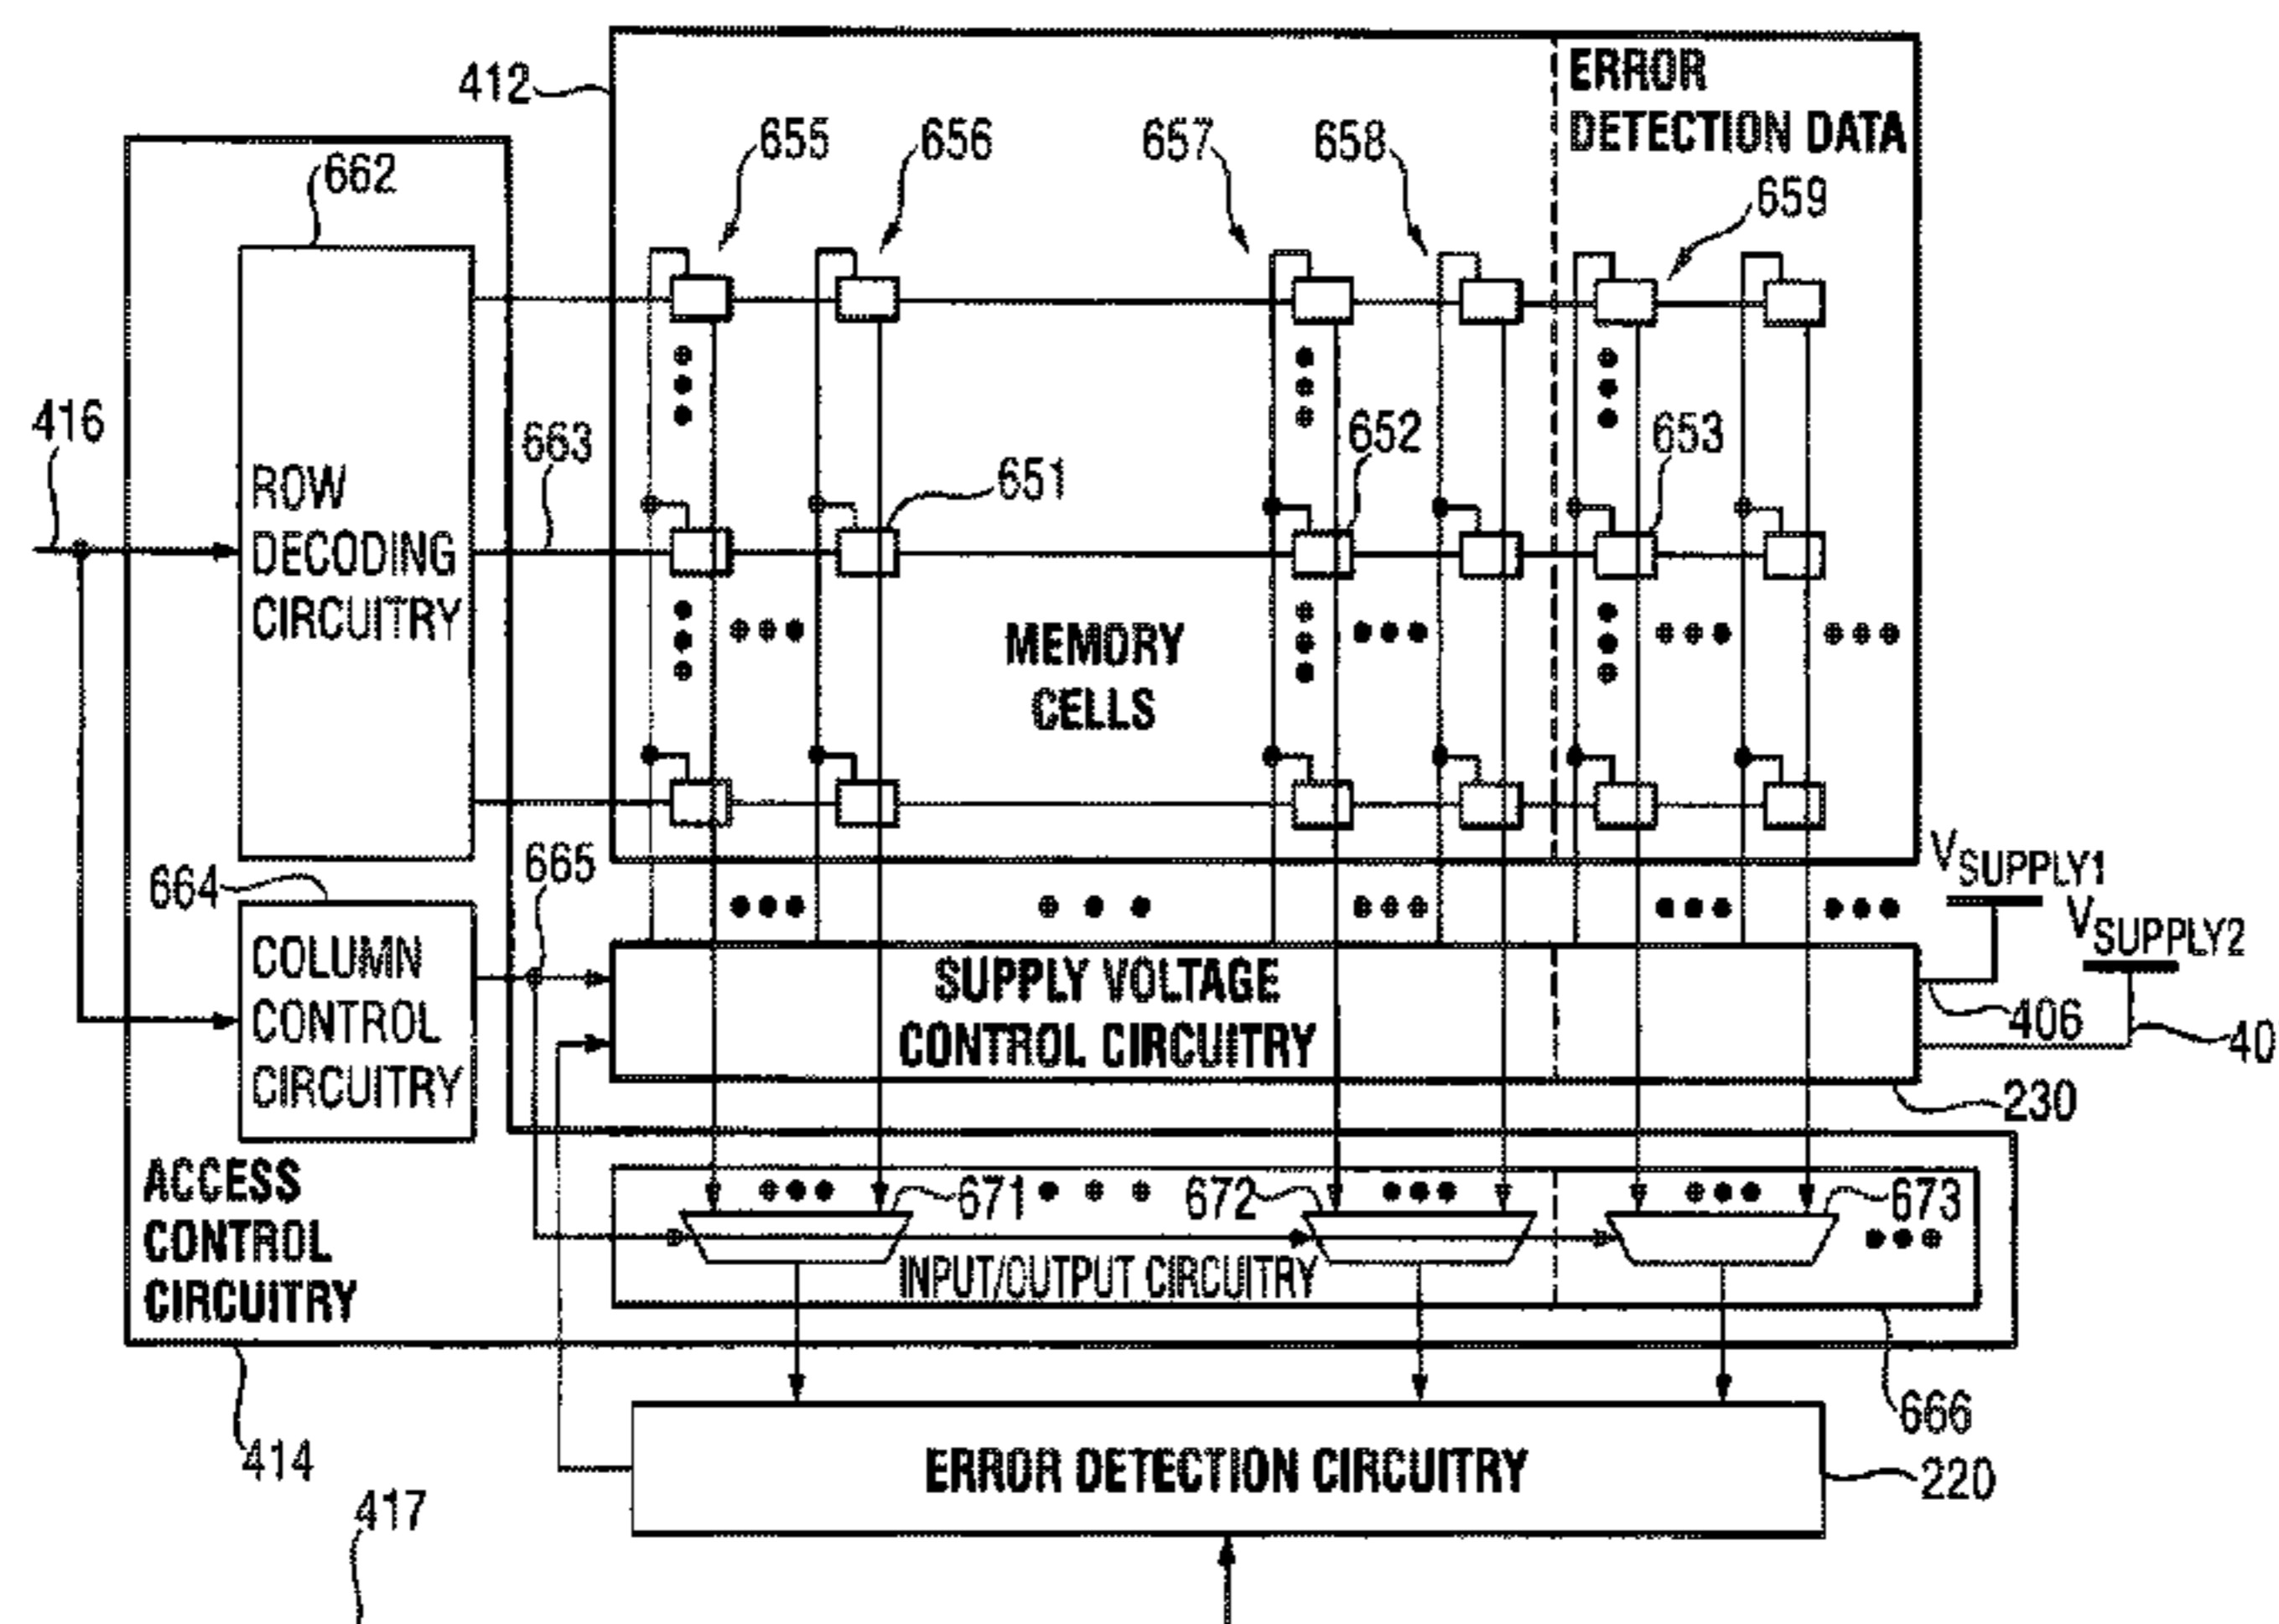 412
ERROR
DETECTION DATA
655
656
657
658
659
662
416
663
ROW
DECODING
CIRCUITRY
651
652
653
MEMORY
CELLS
664
665
COLUMN
CONTROL
CIRCUITRY
SUPPLY VOLTAGE
CONTROL CIRCUITRY
VSUPPLY1
VSUPPLY2
406
40
230
ACCESS
CONTROL
CIRCUITRY
671
672
673
INPUT/OUTPUT CIRCUITRY
666
414
ERROR DETECTION CIRCUITRY
220
417